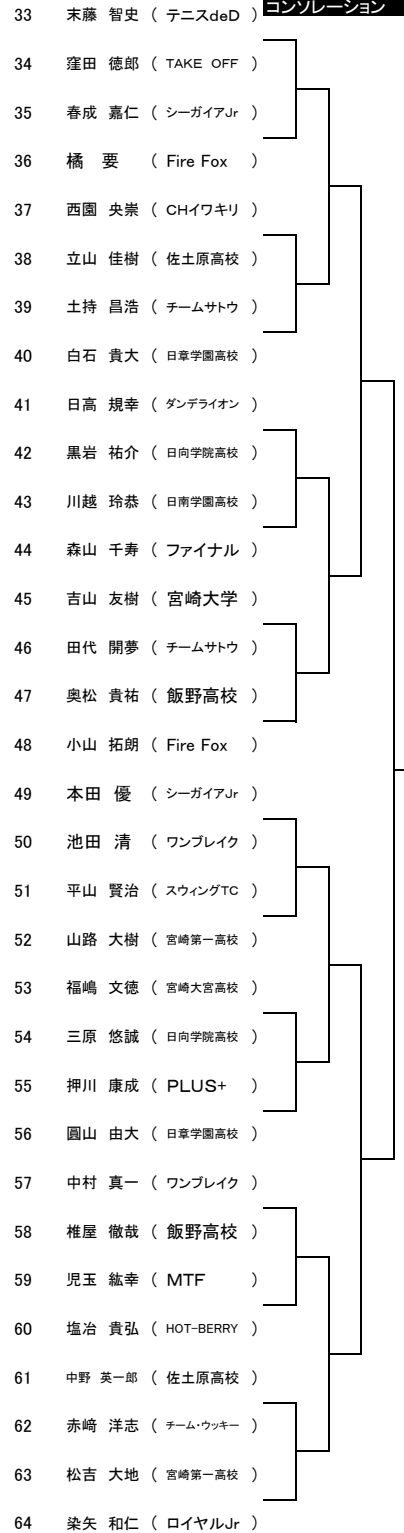 コンソレーション
33 末藤 智史 ( テニスdeD )
34 窪田 徳郎 ( TAKE OFF )
35 春成 嘉仁 ( シーガイアJr )
36 橘 要 ( Fire Fox )
37 西園 央崇 ( CHイワキリ )
38 立山 佳樹 ( 佐土原高校 )
39 土持 昌浩 ( チームサトウ )
40 白石 貴大 ( 日章学園高校 )
41 日高 規幸 ( ダンデライオン )
42 黒岩 祐介 ( 日向学院高校 )
43 川越 玲恭 ( 日南学園高校 )
44 森山 千寿 ( ファイナル )
45 吉山 友樹 ( 宮崎大学 )
46 田代 開夢 ( チームサトウ )
47 奥松 貴祐 ( 飯野高校 )
48 小山 拓朗 ( Fire Fox )
49 本田 優 ( シーガイアJr )
50 池田 清 ( ワンブレイク )
51 平山 賢治 ( スウィングTC )
52 山路 大樹 ( 宮崎第一高校 )
53 福嶋 文徳 ( 宮崎大宮高校 )
54 三原 悠誠 ( 日向学院高校 )
55 押川 康成 ( PLUS+ )
56 圓山 由大 ( 日章学園高校 )
57 中村 真一 ( ワンブレイク )
58 椎屋 徹哉 ( 飯野高校 )
59 児玉 紘幸 ( MTF )
60 塩冶 貴弘 ( HOT-BERRY )
61 中野 英一郎 ( 佐土原高校 )
62 赤﨑 洋志 ( チーム・ウッキー )
63 松吉 大地 ( 宮崎第一高校 )
64 染矢 和仁 ( ロイヤルJr )